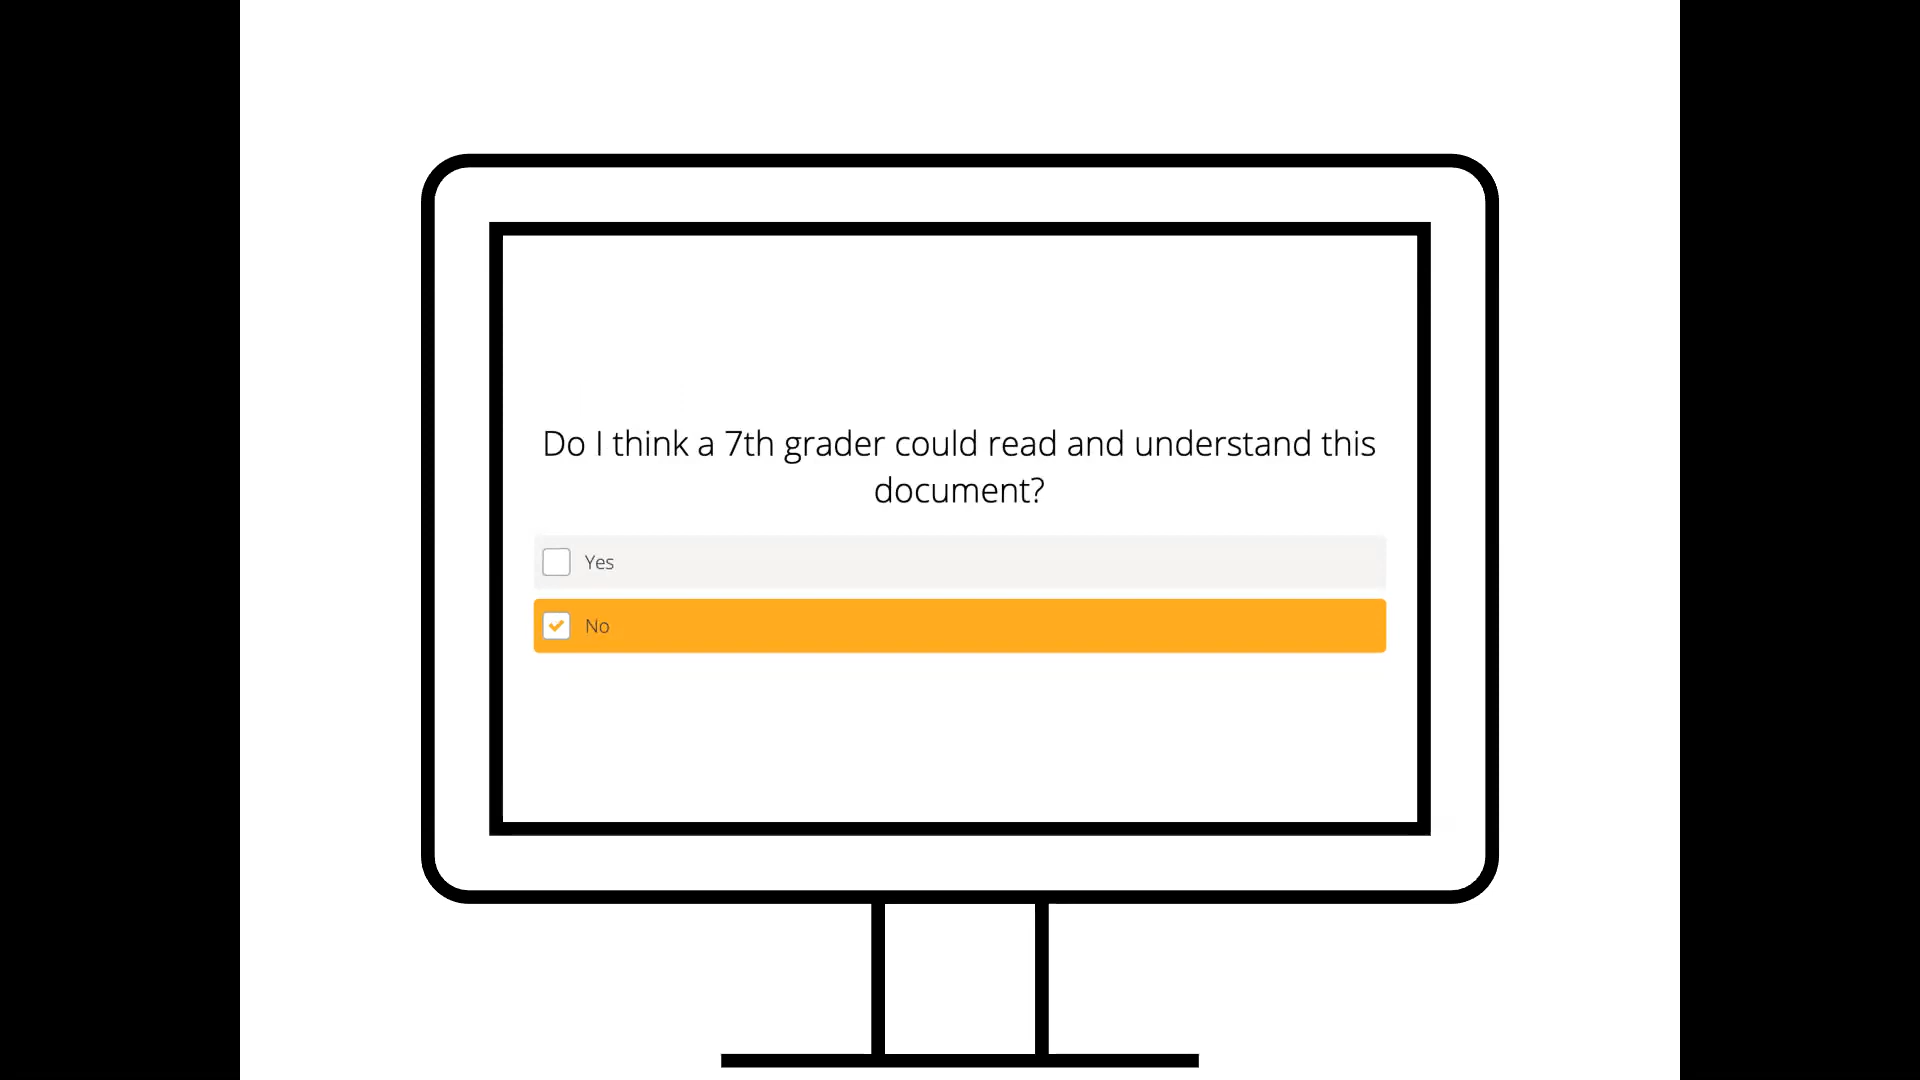 Do I think a 7th grader could read and understand this
document?
Yes
No